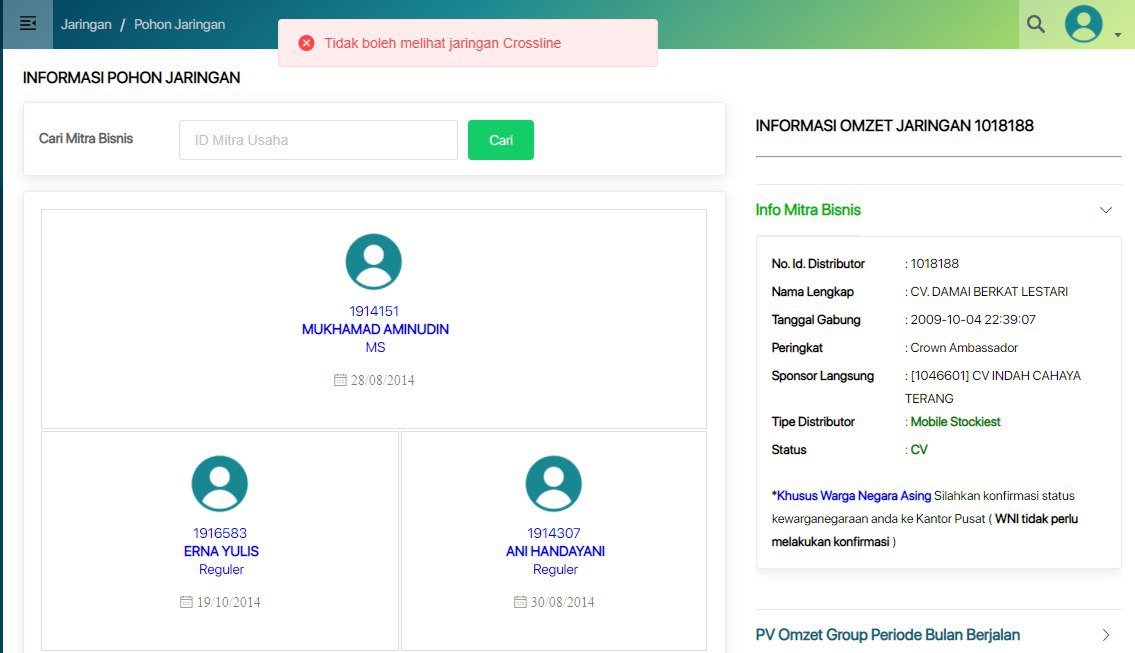 Jaringan / Pohon Jaringan
Tidak boleh melihat jaringan Crossline
INFORMASI POHON JARINGAN
Cari Mitra Bisnis
ID Mitra Usaha
Cari
1914151
MUKHAMAD AMINUDIN
MS
28/08/2014
1916583
ERNA YULIS
Reguler
19/10/2014
1914307
ANI HANDAYANI
Reguler
30/08/2014
INFORMASI OMZET JARINGAN 1018188
Info Mitra Bisnis
No. Id. Distributor : 1018188
Nama Lengkap : CV. DAMAI BERKAT LESTARI
Tanggal Gabung : 2009-10-04 22:39:07
Peringkat : Crown Ambassador
Sponsor Langsung : [1046601] CV INDAH CAHAYA
TERANG
Tipe Distributor : Mobile Stockiest
Status : CV
*Khusus Warga Negara Asing Silahkan konfirmasi status
kewarganegaraan anda ke Kantor Pusat ( WNI tidak perlu
melakukan konfirmasi )
PV Omzet Group Periode Bulan Berjalan